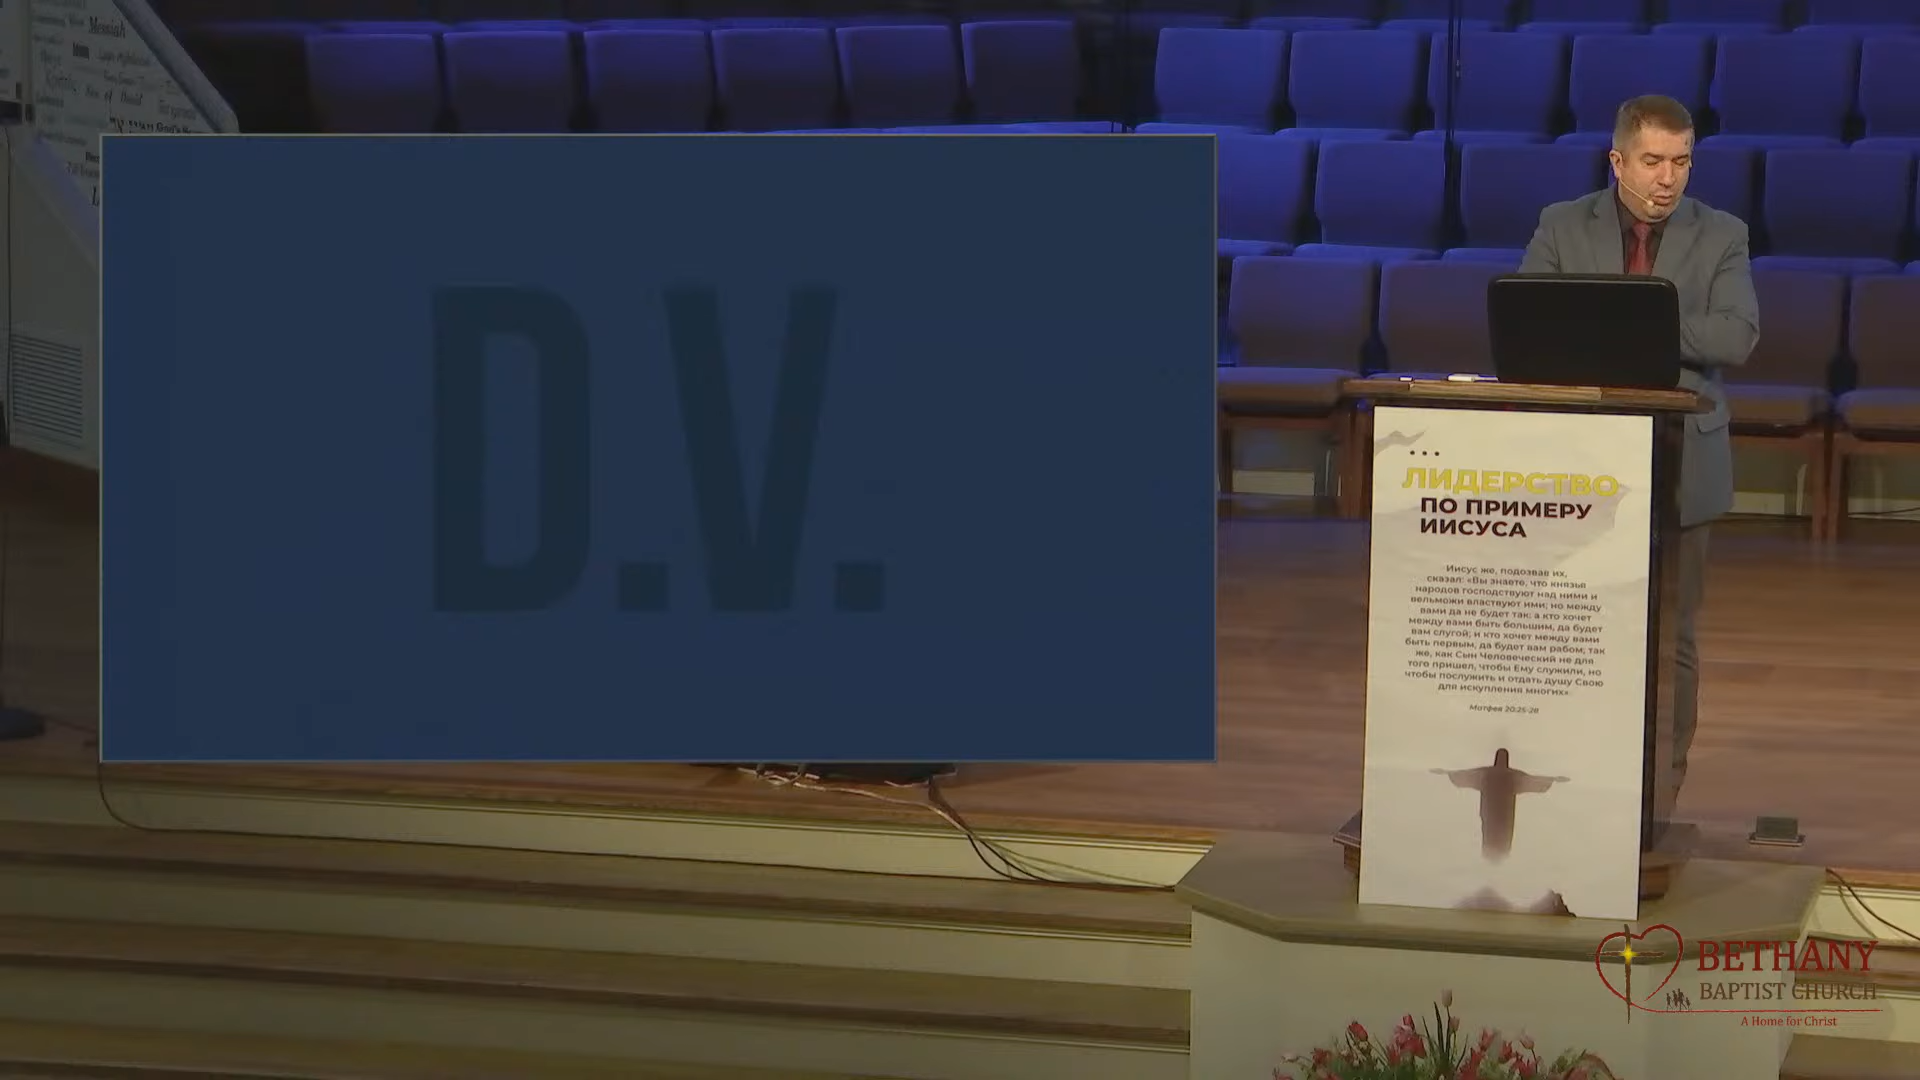 Messiah
D.V.
ЛИДЕРСТВО
ПО ПРИМЕРУ
ИИСУСА
Иисус же, подозвав их,
сказал: «Вы знаете, что князья
народов господствуют над ними и
вельможи властвуют ими; но между
вами да не будет так: а кто хочет
между вами быть большим, да будет
вам слугой; и кто хочет между вами
быть первым, да будет вам рабом; так
же, как Сын Человеческий не для
того пришел, чтобы Ему служили, но
чтобы послужить и отдать душу Свою
для искупления многих»
Матфея 20:25-28
BETHANY
BAPTIST CHURCH
A Home for Christ